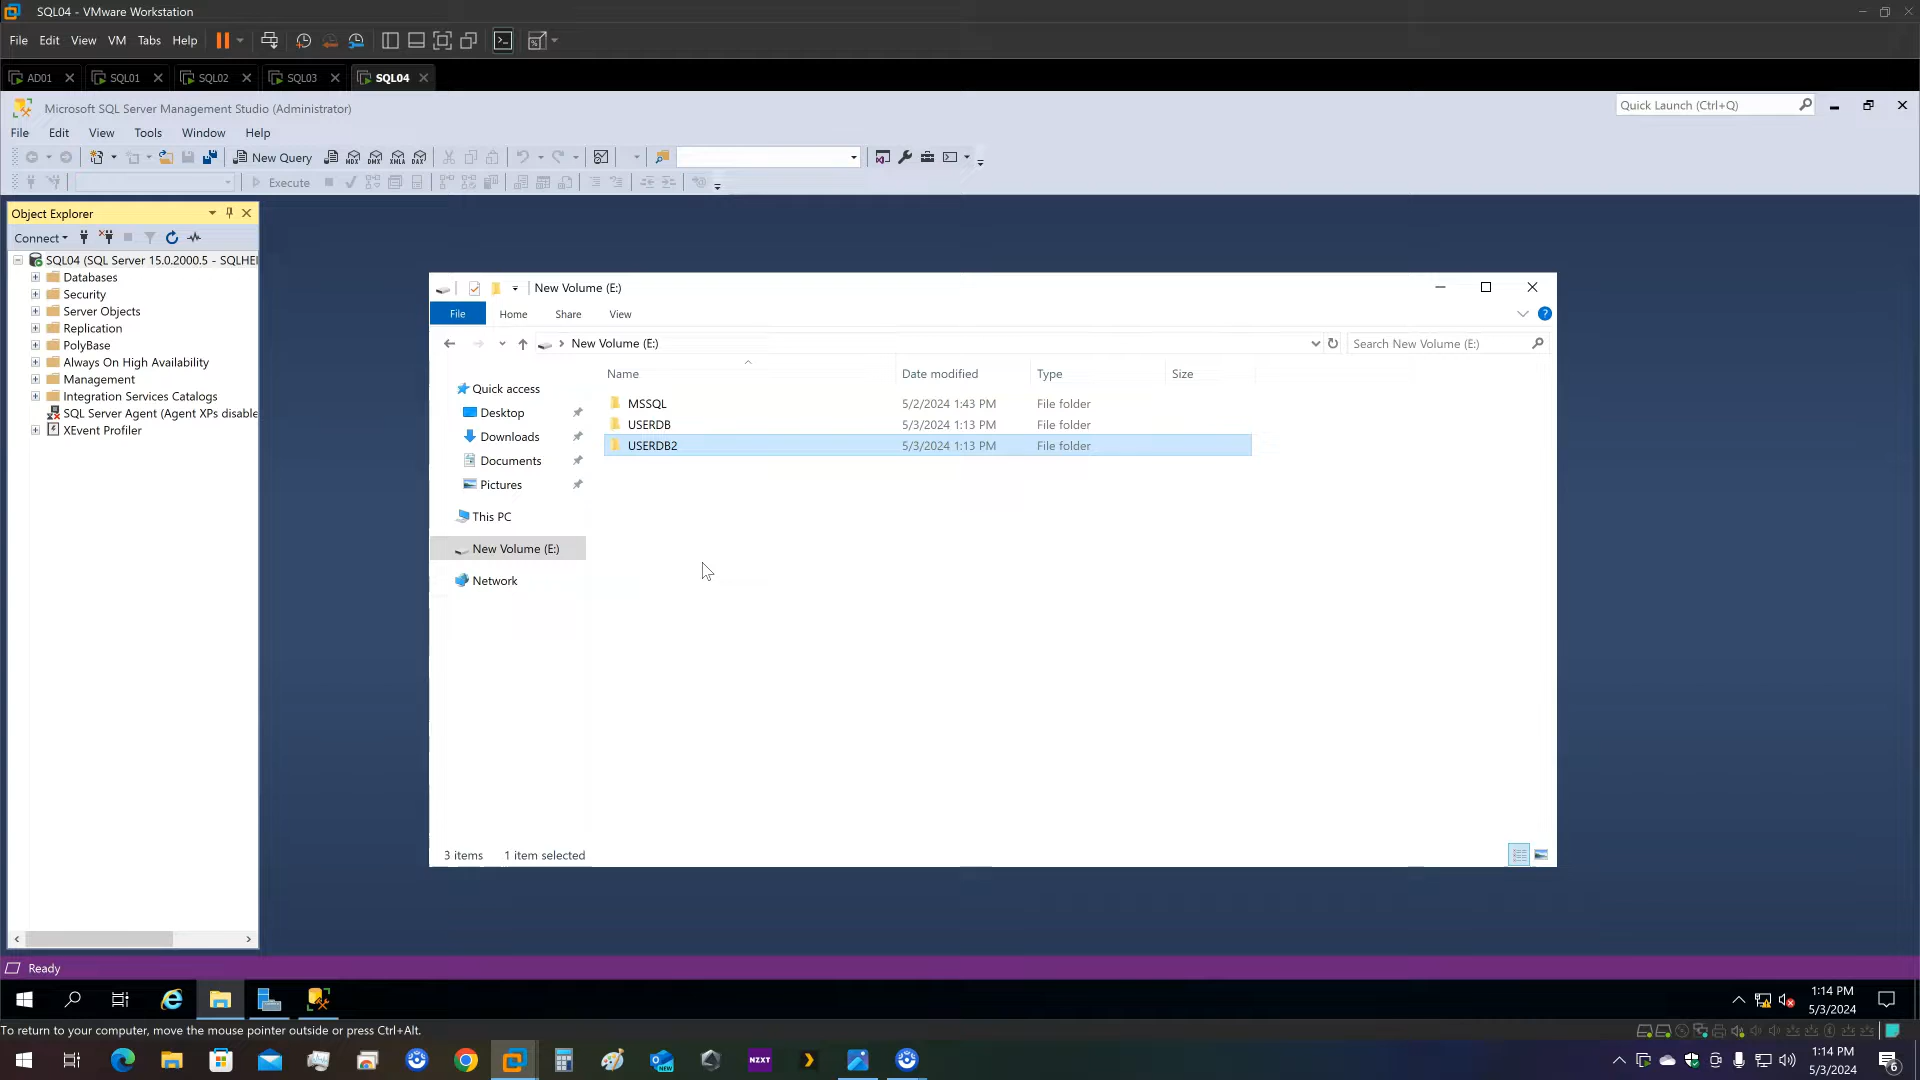 SQL04 - VMware Workstation
File Edit View VM Tabs Help
AD01 SQL01 SQL02 SQL03 SQL04
Microsoft SQL Server Management Studio (Administrator)
Quick Launch (Ctrl+Q)
File Edit View Tools Window Help
New Query MDX DMX XMLA DAX
Execute
Object Explorer
Connect
SQL04 (SQL Server 15.0.2000.5 - SQLHEI
Databases
Security
Server Objects
Replication
PolyBase
Always On High Availability
Management
Integration Services Catalogs
SQL Server Agent (Agent XPs disable
XEvent Profiler
New Volume (E:)
File Home Share View
New Volume (E:)
Search New Volume (E:)
Quick access
Desktop
Downloads
Documents
Pictures
This PC
New Volume (E:)
Network
Name Date modified Type Size
MSSQL 5/2/2024 1:43 PM File folder
USERDB 5/3/2024 1:13 PM File folder
USERDB2 5/3/2024 1:13 PM File folder
3 items 1 item selected
Ready
1:14 PM
5/3/2024
To return to your computer, move the mouse pointer outside or press Ctrl+Alt.
NEW
NZXT
1:14 PM
5/3/2024
6